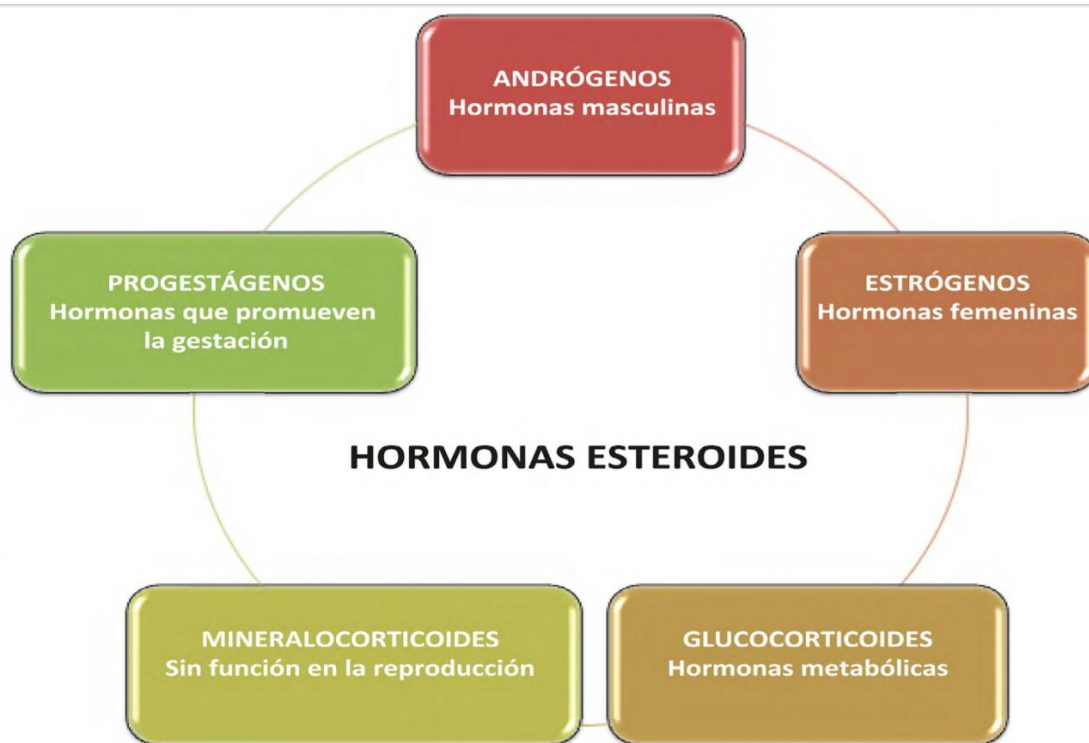 ANDRÓGENOS
Hormonas masculinas
PROGESTÁGENOS
Hormonas que promueven
la gestación
ESTRÓGENOS
Hormonas femeninas
HORMONAS ESTEROIDES
MINERALOCORTICOIDES
Sin función en la reproducción
GLUCOCORTICOIDES
Hormonas metabólicas